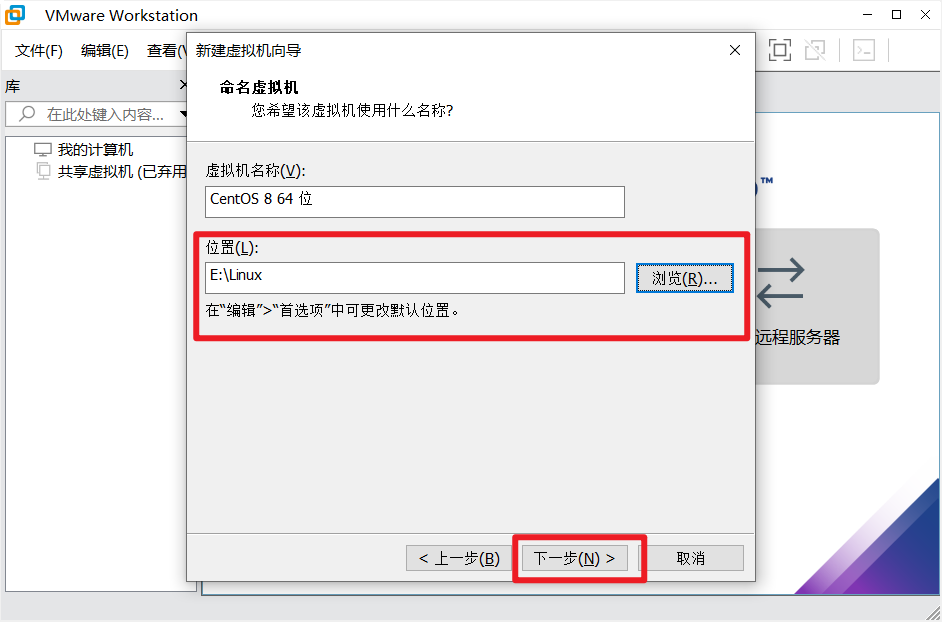 VMware Workstation
文件(F) 编辑(E) 查看(V
库
在此处键入内容...
我的计算机
共享虚拟机 (已弃用
新建虚拟机向导
命名虚拟机
您希望该虚拟机使用什么名称?
虚拟机名称(V):
CentOS 8 64 位
位置(L):
E:\Linux
浏览(R)...
在“编辑”>“首选项”中可更改默认位置。
™
远程服务器
< 上一步(B) 下一步(N) > 取消